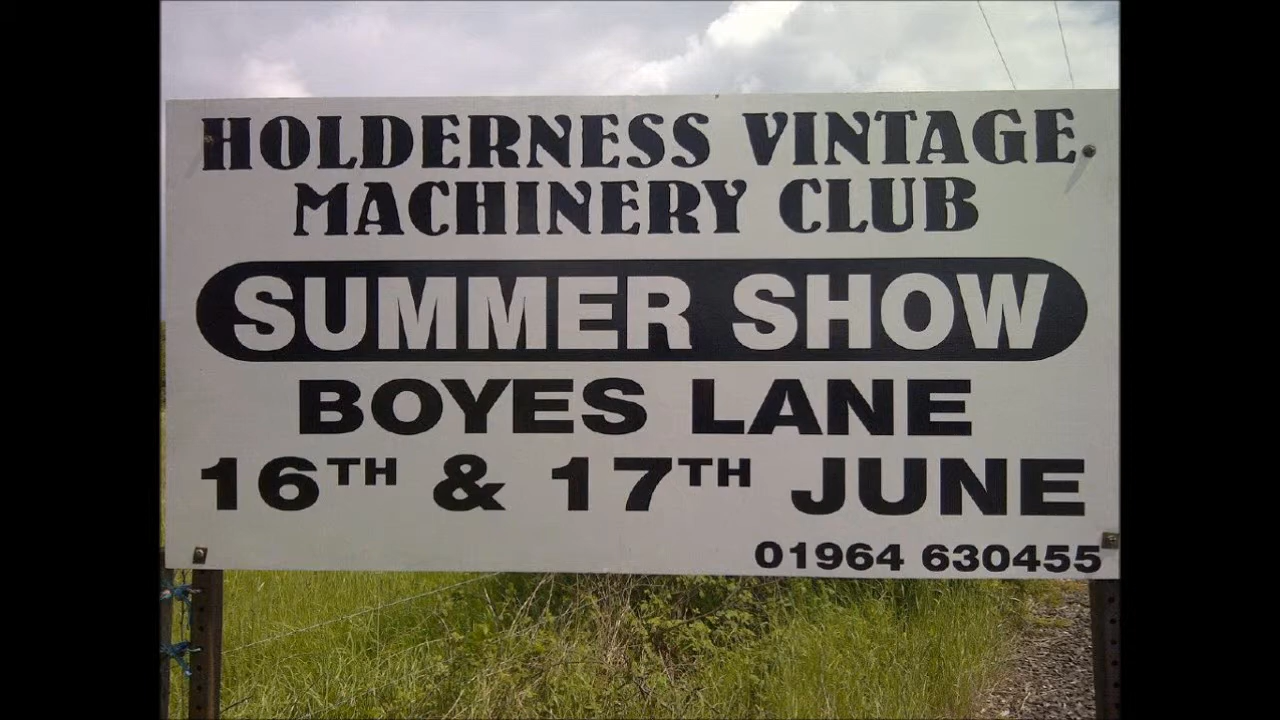 HOLDERNESS VINTAGE
MACHINERY CLUB
SUMMER SHOW
BOYES LANE
16TH & 17TH JUNE
01964 630455